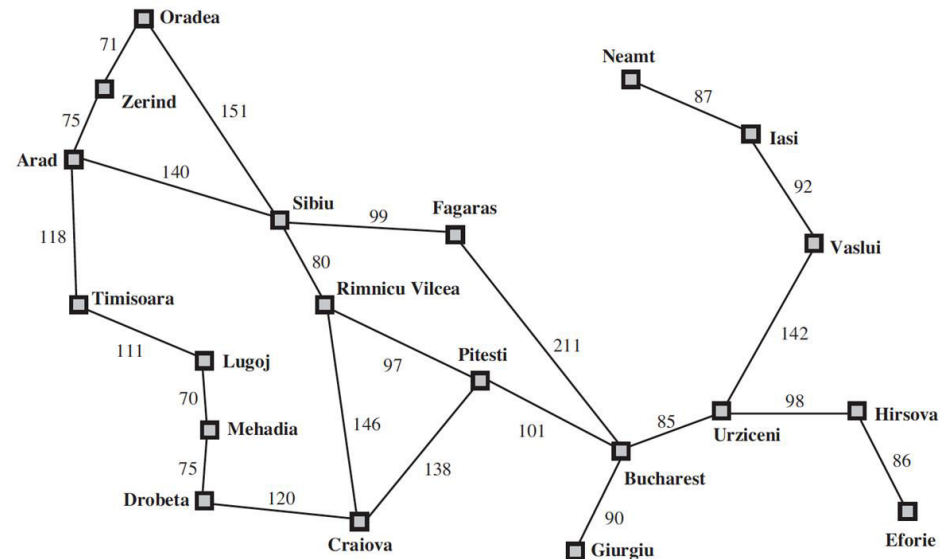 Oradea
71
Neamt
87
Zerind
151
75
Iasi
Arad
140
92
Sibiu
99
Fagaras
118
80
Vaslui
Timisoara
Rimnicu Vilcea
142
111
Lugoj
97
Pitesti
211
70
Mehadia
146
101
85
98
Hirsova
Urziceni
75
138
86
Bucharest
Drobeta
120
90
Craiova
Giurgiu
Eforie